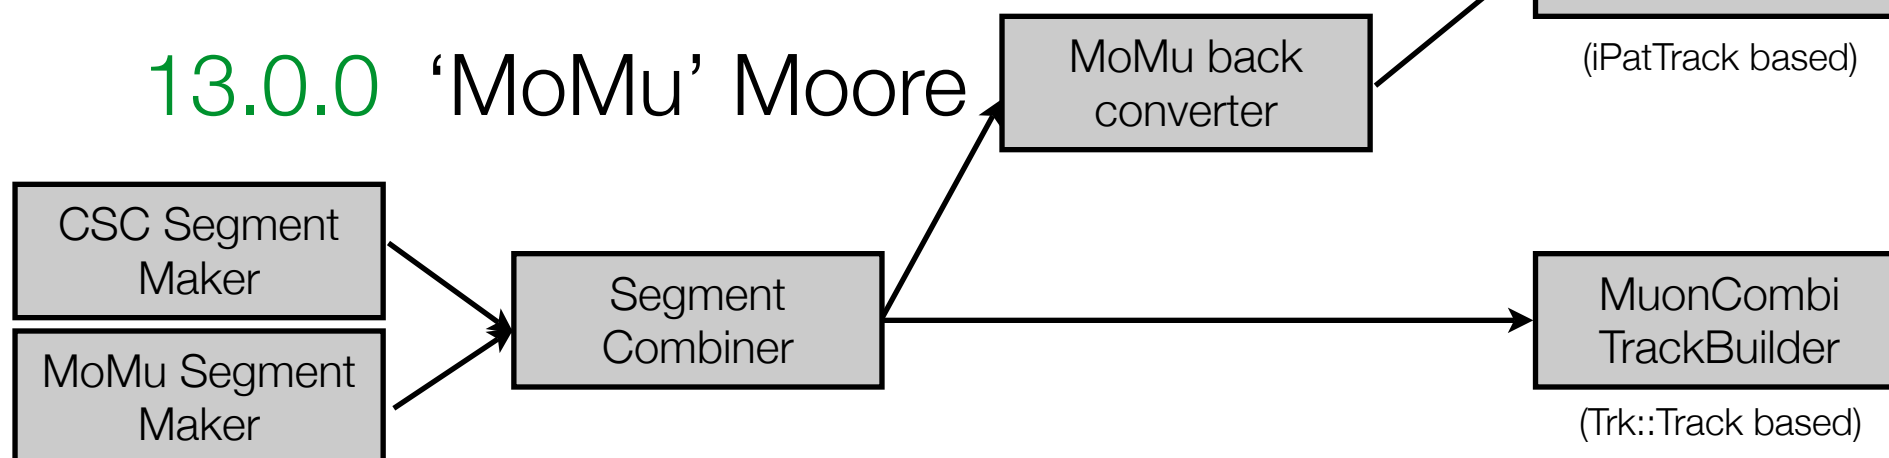 13.0.0 ‘MoMu’ Moore
MoMu back
converter
(iPatTrack based)
CSC Segment
Maker
MoMu Segment
Maker
Segment
Combiner
MuonCombi
TrackBuilder
(Trk::Track based)